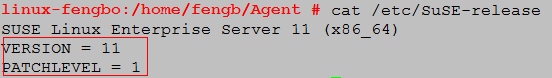 linux-fengbo:/home/fengb/Agent # cat /etc/SuSE-release
SUSE Linux Enterprise Server 11 (x86_64)
VERSION = 11
PATCHLEVEL = 1